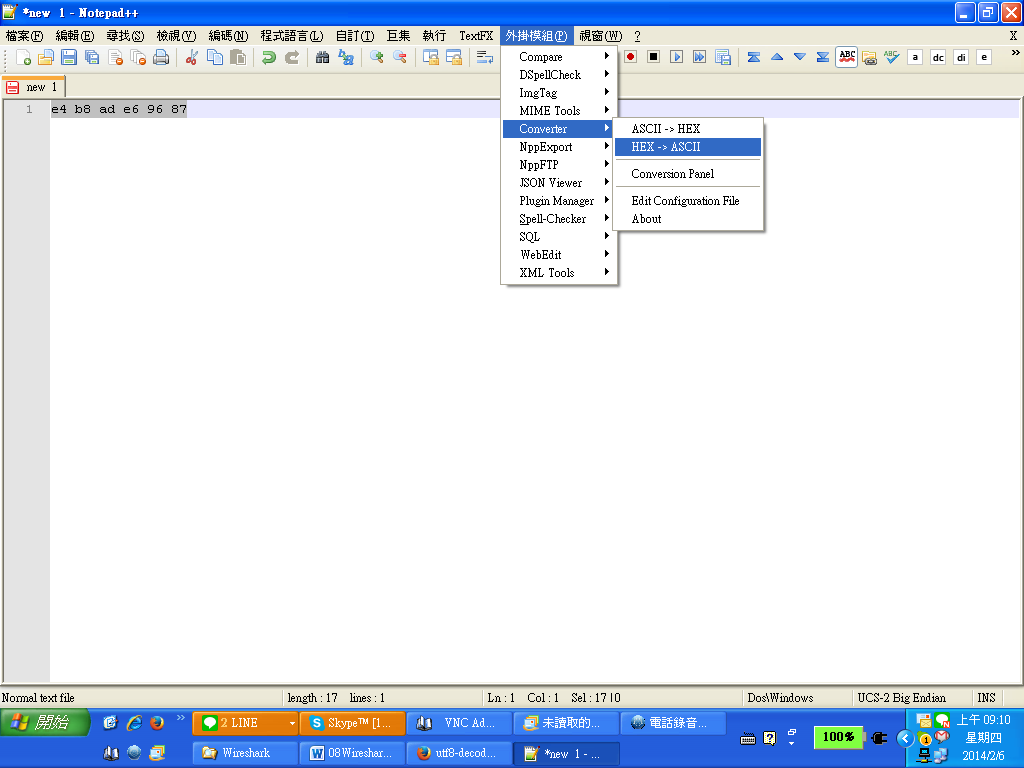 *new 1 - Notepad++
檔案(F) 編輯(E) 尋找(S) 檢視(V) 編碼(N) 程式語言(L) 自訂(T) 巨集 執行 TextFX 外掛模組(P) 視窗(W) ? X
ABC ABC a dc di e »
new 1
1 e4 b8 ad e6 96 87
Compare
DSpellCheck
ImgTag
MIME Tools
Converter
NppExport
NppFTP
JSON Viewer
Plugin Manager
Spell-Checker
SQL
WebEdit
XML Tools
ASCII -> HEX
HEX -> ASCII
Conversion Panel
Edit Configuration File
About
Normal text file length : 17 lines : 1 Ln : 1 Col : 1 Sel : 17 | 0 Dos\Windows UCS-2 Big Endian INS
開始 » 2 LINE Skype™ [1... VNC Ad... 未讀取的... 電話錄音... 上午 09:10
100% 星期四
Wireshark 08Wireshar... utf8-decod... *new 1 - ... 2014/2/6